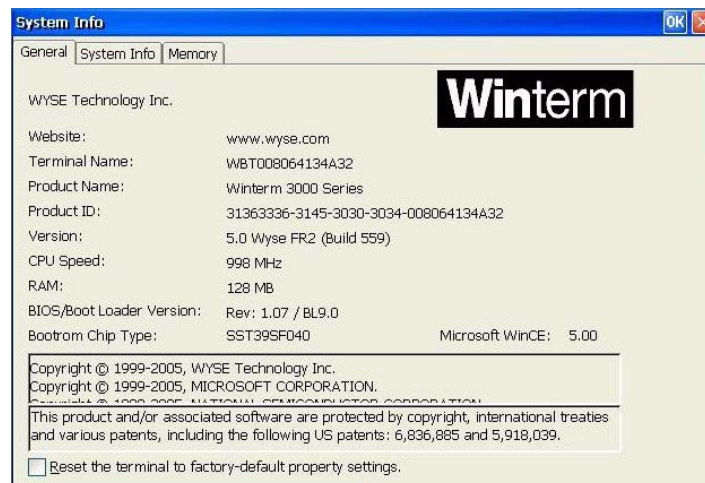 System Info
OK
General
System Info
Memory
Winterm
WYSE Technology Inc.
Website: www.wyse.com
Terminal Name: WBT008064134A32
Product Name: Winterm 3000 Series
Product ID: 31363336-3145-3030-3034-008064134A32
Version: 5.0 Wyse FR2 (Build 559)
CPU Speed: 998 MHz
RAM: 128 MB
BIOS/Boot Loader Version: Rev: 1.07 / BL9.0
Bootrom Chip Type: SST39SF040 Microsoft WinCE: 5.00
Copyright © 1999-2005, WYSE Technology Inc.
Copyright © 1999-2005, MICROSOFT CORPORATION.
This product and/or associated software are protected by copyright, international treaties
and various patents, including the following US patents: 6,836,885 and 5,918,039.
Reset the terminal to factory-default property settings.